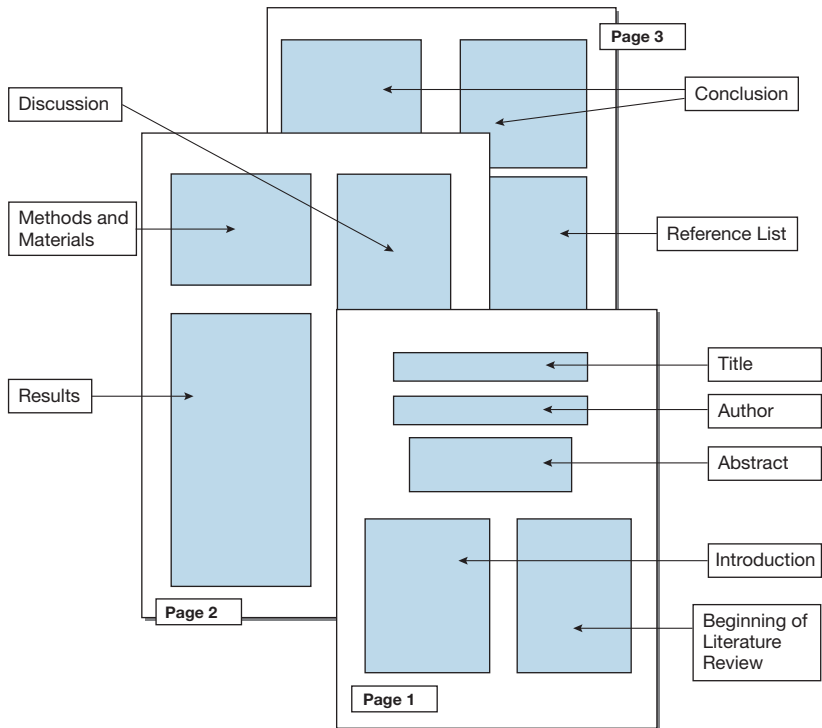 Page 3
Discussion
Conclusion
Methods and
Materials
Reference List
Title
Results
Author
Abstract
Introduction
Page 2
Beginning of
Literature
Review
Page 1